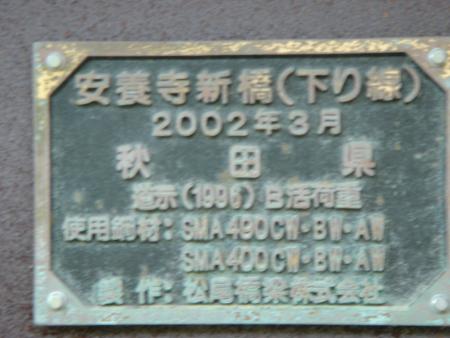 安養寺新橋(下り線)
2002年3月
秋田県
道示(1996)B活荷重
使用鋼材:SMA490CW・BW・AW
SMA400CW・BW・AW
製作:松尾橋梁株式会社